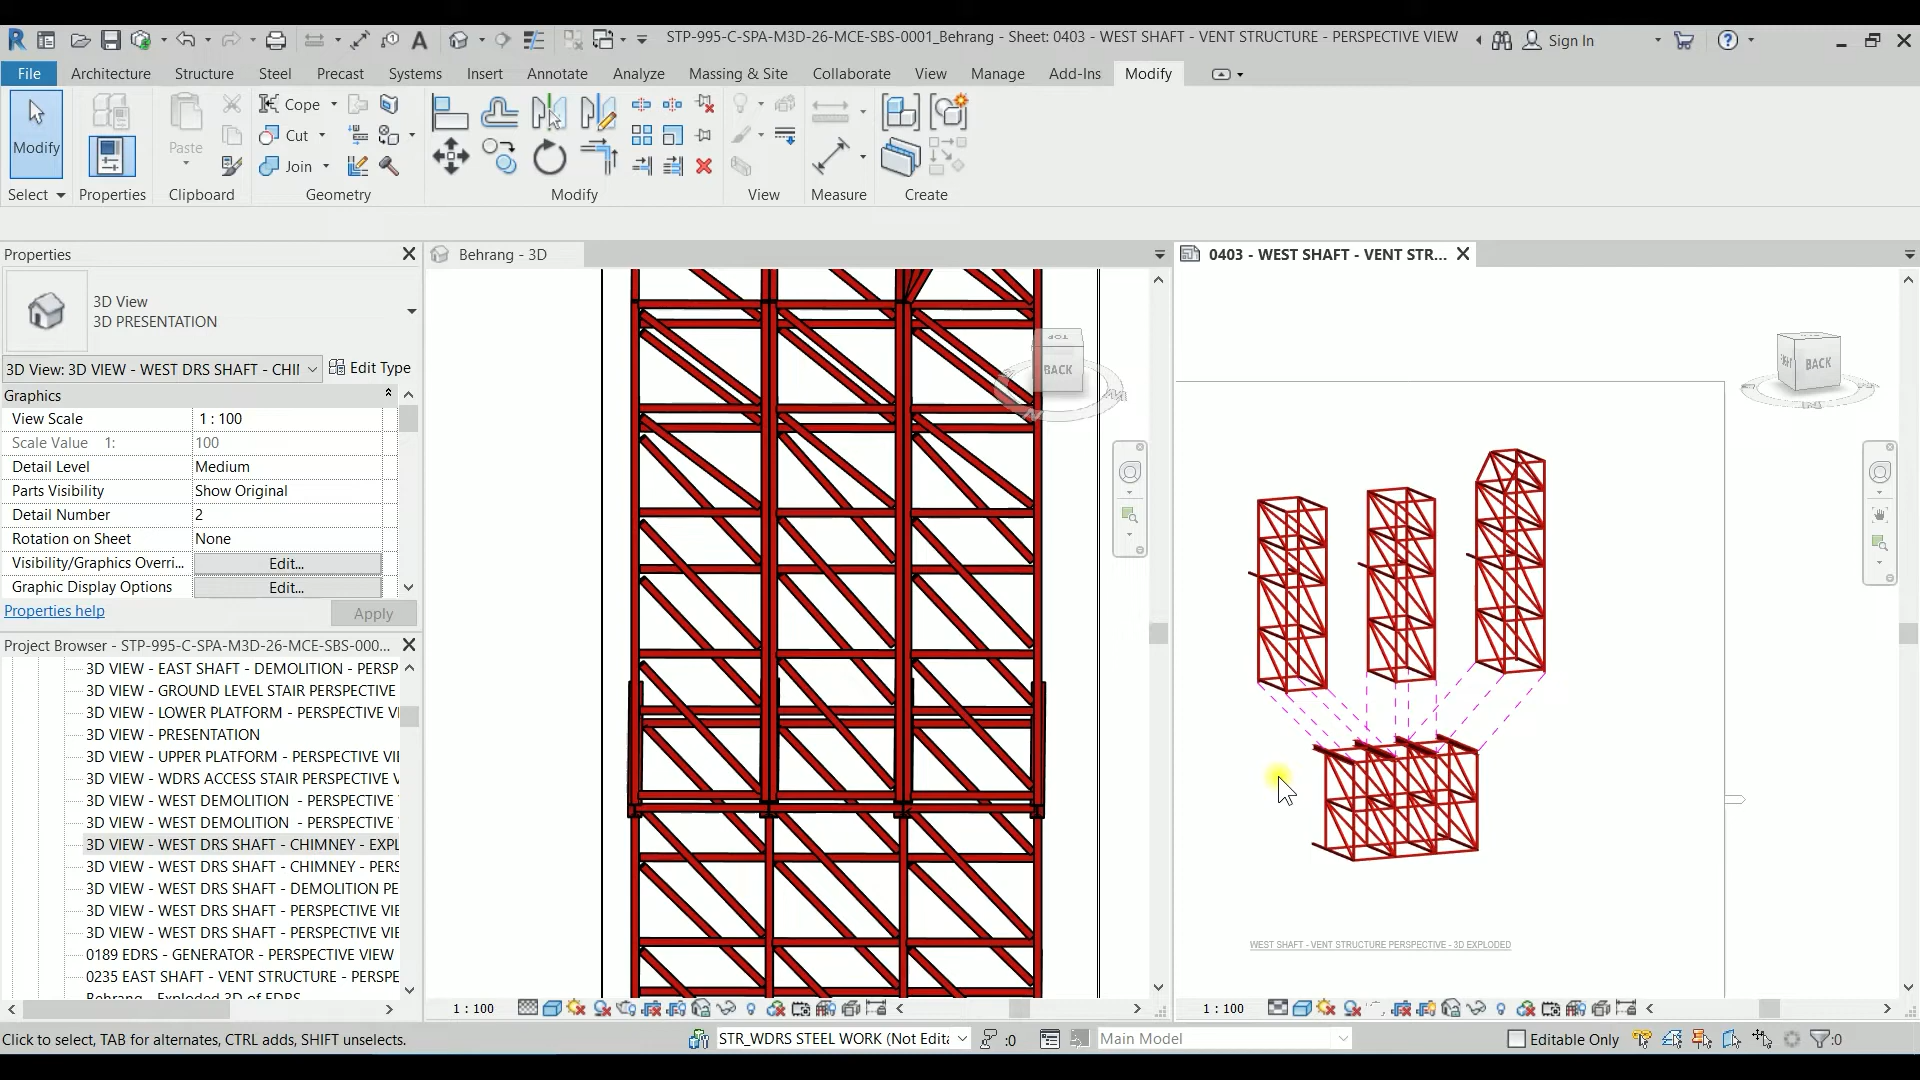 STP-995-C-SPA-M3D-26-MCE-SBS-0001_Behrang - Sheet: 0403 - WEST SHAFT - VENT STRUCTURE - PERSPECTIVE VIEW
Sign In
File Architecture Structure Steel Precast Systems Insert Annotate Analyze Massing & Site Collaborate View Manage Add-Ins Modify
Modify
Paste
Cope
Cut
Join
Select Properties Clipboard Geometry Modify View Measure Create
Properties
3D View
3D PRESENTATION
3D View: 3D VIEW - WEST DRS SHAFT - CHI
Edit Type
Graphics
View Scale 1 : 100
Scale Value 1: 100
Detail Level Medium
Parts Visibility Show Original
Detail Number 2
Rotation on Sheet None
Visibility/Graphics Overri... Edit...
Graphic Display Options Edit...
Properties help
Apply
Project Browser - STP-995-C-SPA-M3D-26-MCE-SBS-000...
3D VIEW - EAST SHAFT - DEMOLITION - PERSP
3D VIEW - GROUND LEVEL STAIR PERSPECTIVE
3D VIEW - LOWER PLATFORM - PERSPECTIVE VI
3D VIEW - PRESENTATION
3D VIEW - UPPER PLATFORM - PERSPECTIVE VIE
3D VIEW - WDRS ACCESS STAIR PERSPECTIVE V
3D VIEW - WEST DEMOLITION - PERSPECTIVE
3D VIEW - WEST DEMOLITION - PERSPECTIVE
3D VIEW - WEST DRS SHAFT - CHIMNEY - EXPL
3D VIEW - WEST DRS SHAFT - CHIMNEY - PERS
3D VIEW - WEST DRS SHAFT - DEMOLITION PE
3D VIEW - WEST DRS SHAFT - PERSPECTIVE VIE
3D VIEW - WEST DRS SHAFT - PERSPECTIVE VIE
0189 EDRS - GENERATOR - PERSPECTIVE VIEW
0235 EAST SHAFT - VENT STRUCTURE - PERSPE
Behrang - Exploded 3D of EDRS
Behrang - 3D
TOP
BACK
1 : 100
0403 - WEST SHAFT - VENT STR...
BACK
WEST SHAFT - VENT STRUCTURE PERSPECTIVE - 3D EXPLODED
1 : 100
Click to select, TAB for alternates, CTRL adds, SHIFT unselects.
STR_WDRS STEEL WORK (Not Edita
:0
Main Model
Editable Only
:0